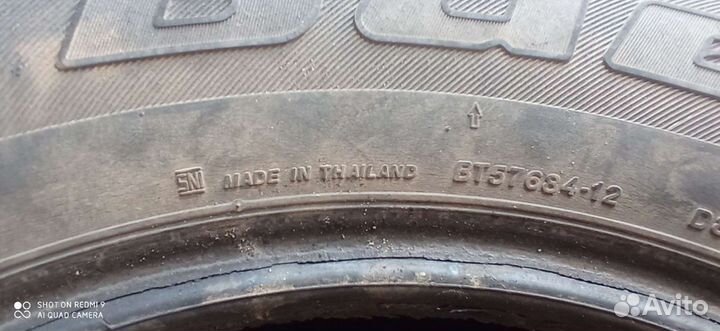 SNI MADE IN THAILAND BT57684-12
SHOT ON REDMI 9
AI QUAD CAMERA
Avito